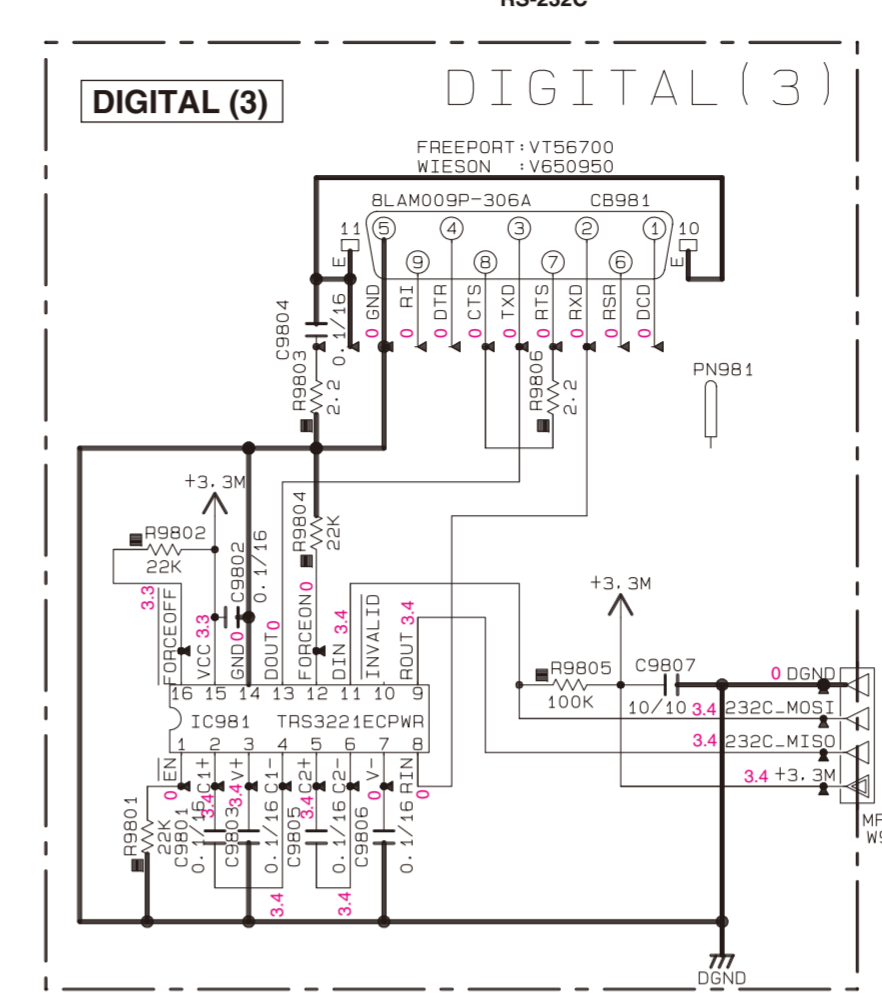 RS-232C
DIGITAL (3)
DIGITAL(3)
FREEPORT:VT56700
WIESON :V650950
8LAM009P-306A CB981
11 5 4 3 2 1 10
E 9 8 7 6 E
0 GND
0 RI
0 DTR
0 CTS
0 TXD
0 RTS
0 RXD
0 RSR
0 DCD
C9804
0.1/16
R9803
2.2
R9806
2.2
PN981
+3.3M
R9802
22K
C9802
0.1/16
R9804
22K
3.3
FORCEOFF
VCC 3.3
GND 0
DOUT 0
FORCEON 0
DIN 3.4
INVALID
ROUT 3.4
16 15 14 13 12 11 10 9
IC981 TRS3221ECPWR
1 2 3 4 5 6 7 8
EN 0
C1+ 3.4
V+ 3.4
C1-
C2+ 3.4
C2-
V- 0
RIN 0
R9801
22K
C9801
0.1/16
C9803
0.1/16
C9805
0.1/16
C9806
0.1/16
3.4
3.4
+3.3M
R9805
100K
C9807
10/10
0 DGND
3.4 232C_MOSI
3.4 232C_MISO
3.4 +3.3M
DGND